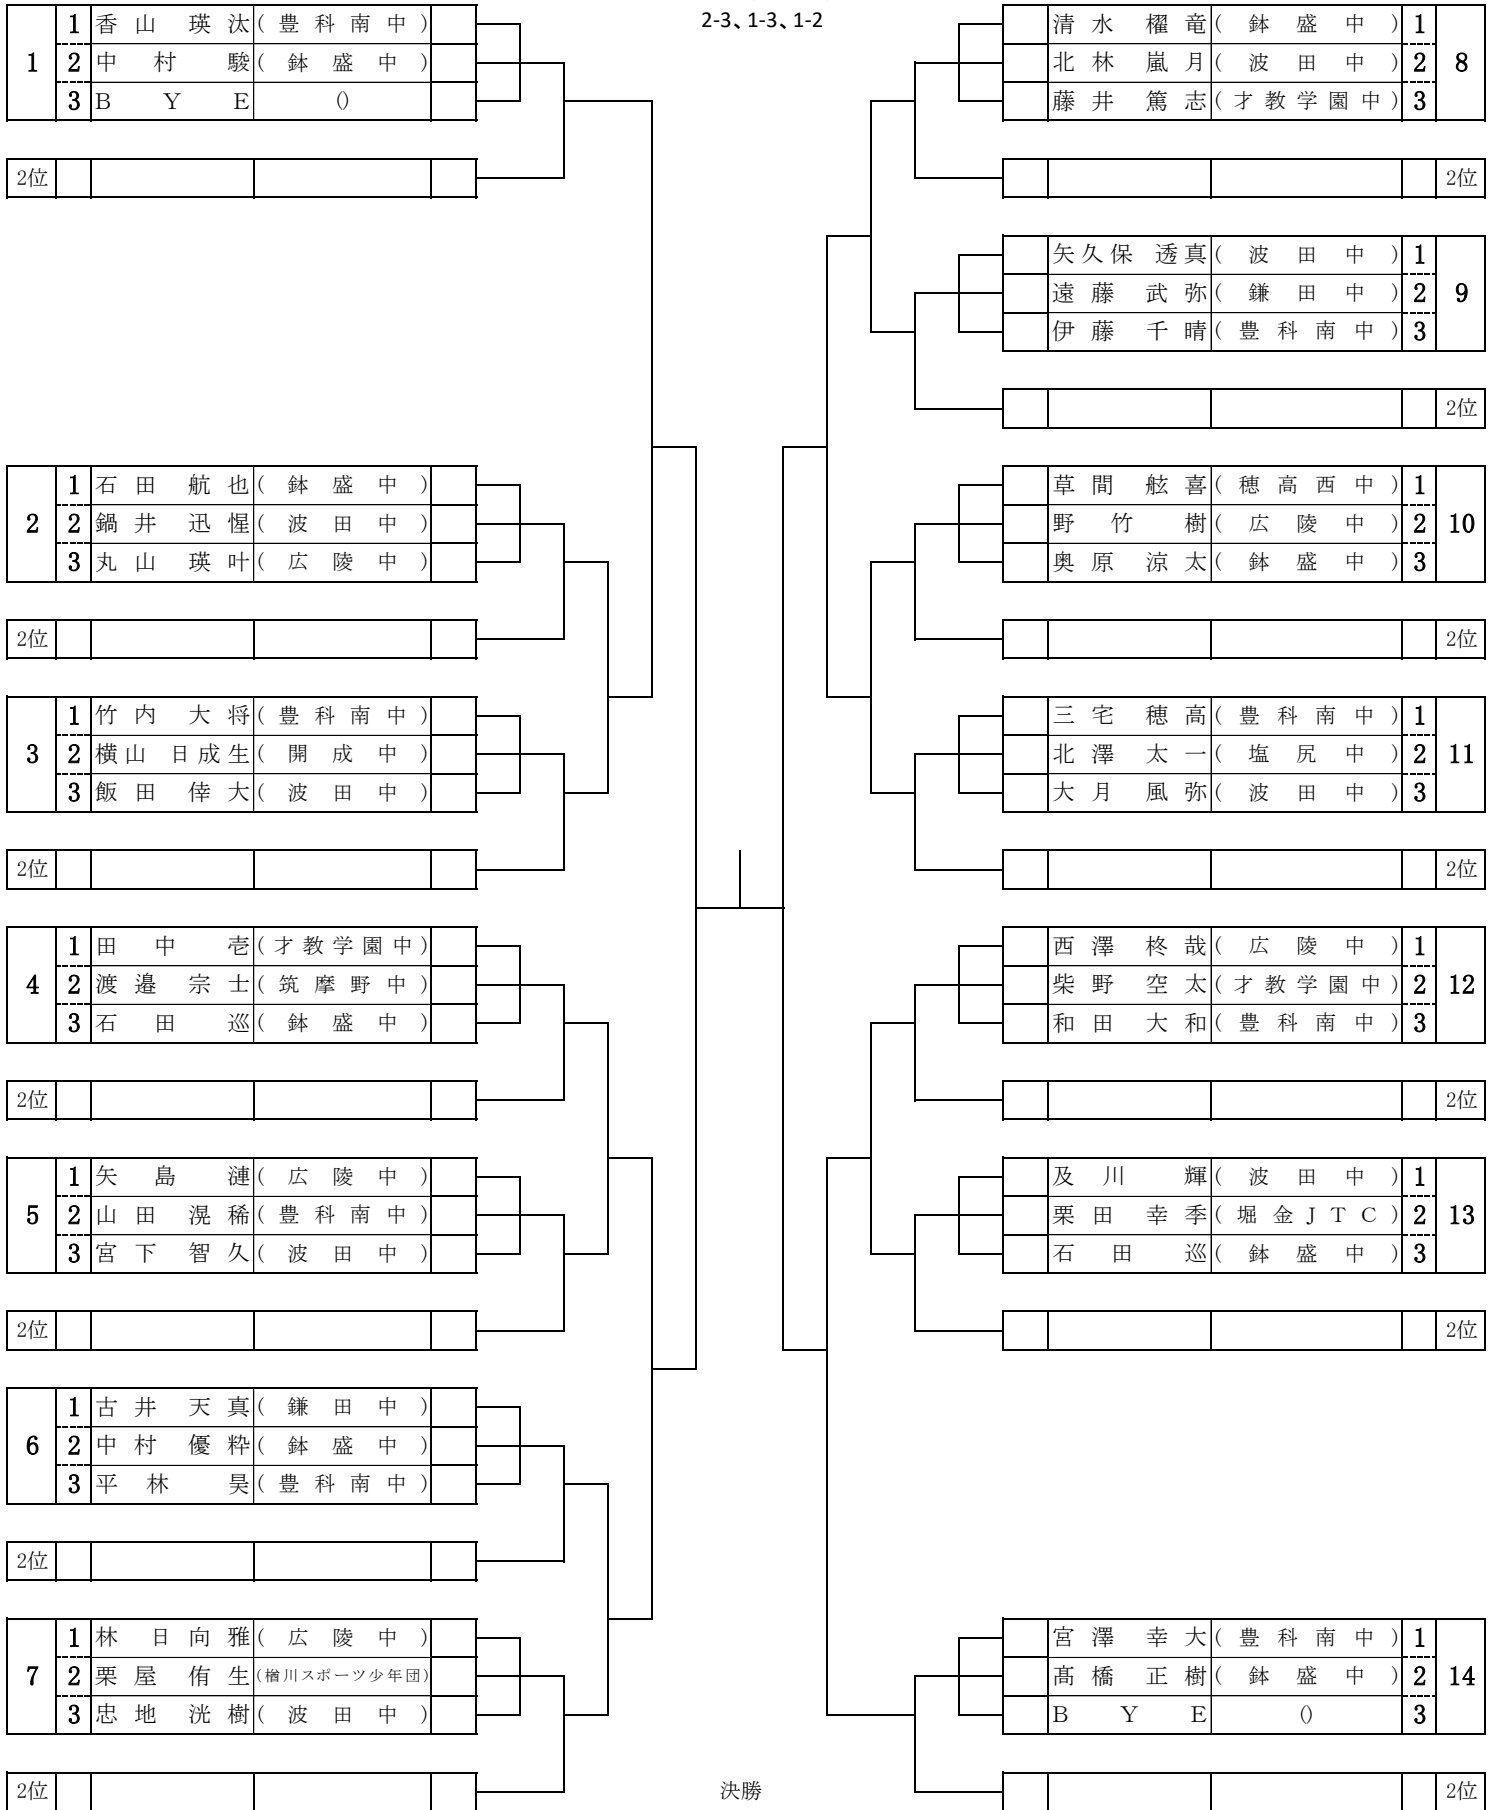 2-3、1-3、1-2
1 1 香山 瑛汰 (豊科南中)
2 中村 駿 (鉢盛中)
3 BYE ()
2位
2 1 石田 航也 (鉢盛中)
2 鍋井 迅惺 (波田中)
3 丸山 瑛叶 (広陵中)
2位
3 1 竹内 大将 (豊科南中)
2 横山 日成生 (開成中)
3 飯田 倖大 (波田中)
2位
4 1 田中 壱 (才教学園中)
2 渡邉 宗士 (筑摩野中)
3 石田 巡 (鉢盛中)
2位
5 1 矢島 漣 (広陵中)
2 山田 滉稀 (豊科南中)
3 宮下 智久 (波田中)
2位
6 1 古井 天真 (鎌田中)
2 中村 優粋 (鉢盛中)
3 平林 昊 (豊科南中)
2位
7 1 林 日向雅 (広陵中)
2 栗屋 侑生 (楢川スポーツ少年団)
3 忠地 洸樹 (波田中)
2位
清水 櫂竜 (鉢盛中) 1 8
北林 嵐月 (波田中) 2
藤井 篤志 (才教学園中) 3
2位
矢久保 透真 (波田中) 1 9
遠藤 武弥 (鎌田中) 2
伊藤 千晴 (豊科南中) 3
2位
草間 舷喜 (穂高西中) 1 10
野竹 樹 (広陵中) 2
奥原 涼太 (鉢盛中) 3
2位
三宅 穂高 (豊科南中) 1 11
北澤 太一 (塩尻中) 2
大月 風弥 (波田中) 3
2位
西澤 柊哉 (広陵中) 1 12
柴野 空太 (才教学園中) 2
和田 大和 (豊科南中) 3
2位
及川 輝 (波田中) 1 13
栗田 幸季 (堀金JTC) 2
石田 巡 (鉢盛中) 3
2位
宮澤 幸大 (豊科南中) 1 14
髙橋 正樹 (鉢盛中) 2
BYE () 3
2位
決勝